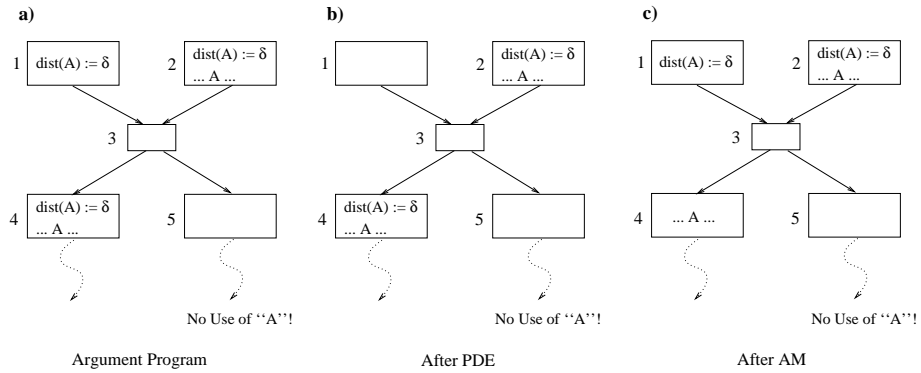 a)
1
dist(A) := δ
2
dist(A) := δ
... A ...
3
4
dist(A) := δ
... A ...
5
No Use of ‘‘A’’!
Argument Program
b)
1
2
dist(A) := δ
... A ...
3
4
dist(A) := δ
... A ...
5
No Use of ‘‘A’’!
After PDE
c)
1
dist(A) := δ
2
dist(A) := δ
... A ...
3
4
... A ...
5
No Use of ‘‘A’’!
After AM